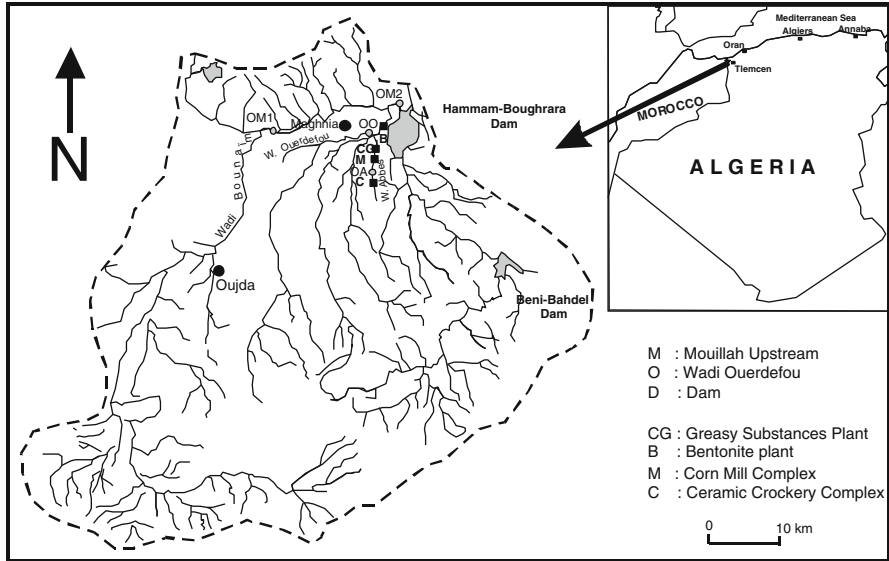 N
OM1
Maghnia
OM2
OO
B
CG
M
OA
C
W. Ouerdefou
W. Abbes
Wadi Bounaim
Oujda
Hammam-Boughrara
Dam
Beni-Bahdel
Dam
Mediterranean Sea
Algiers
Annaba
Oran
Tlemcen
MOROCCO
ALGERIA
M : Mouillah Upstream
O : Wadi Ouerdefou
D : Dam
CG : Greasy Substances Plant
B : Bentonite plant
M : Corn Mill Complex
C : Ceramic Crockery Complex
0 10 km